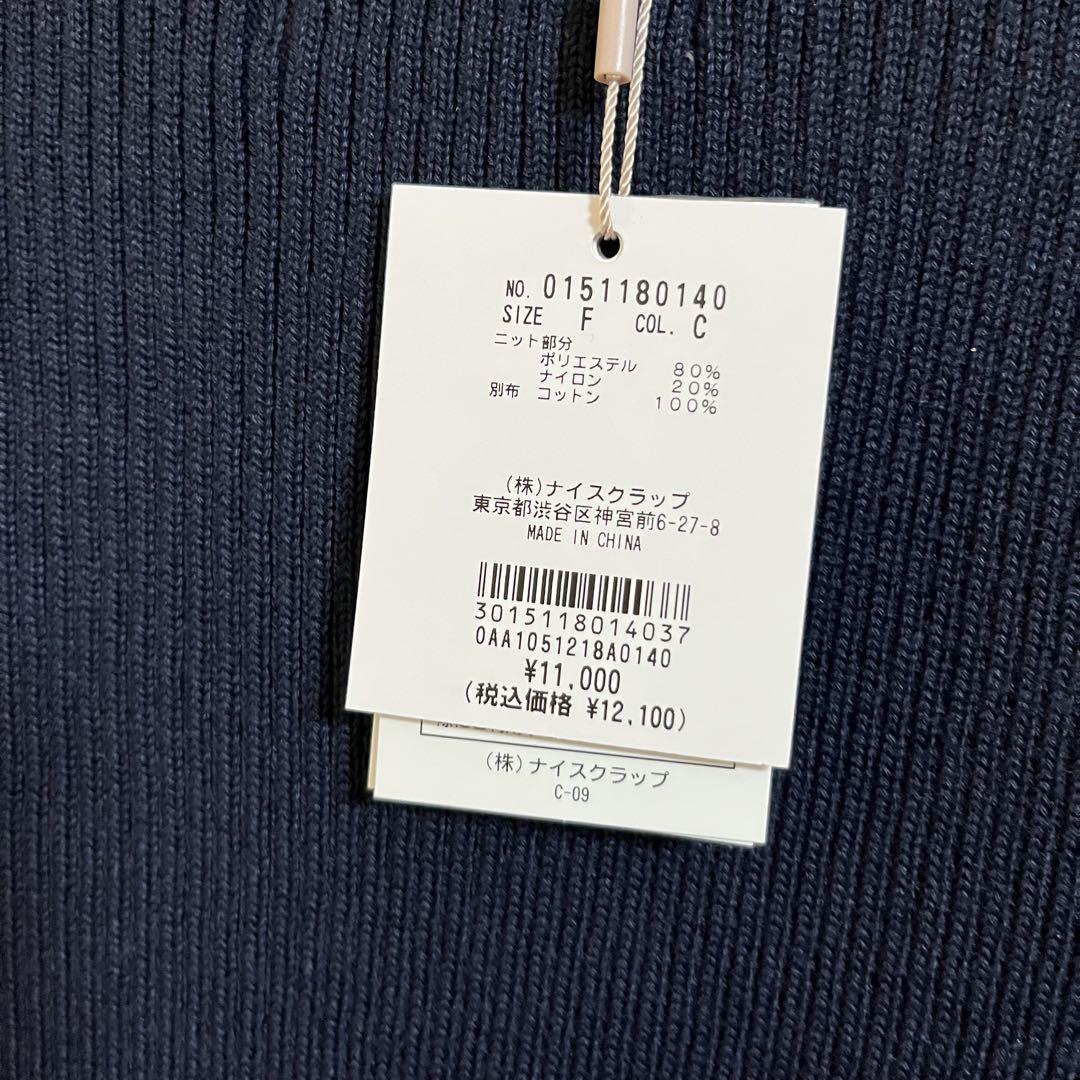 NO. 0151180140
SIZE F COL. C
ニット部分
ポリエステル 80%
ナイロン 20%
別布 コットン 100%
(株)ナイスクラップ
東京都渋谷区神宮前6-27-8
MADE IN CHINA
3015118014037
0AA1051218A0140
¥11,000
(税込価格 ¥12,100)
(株)ナイスクラップ
C-09